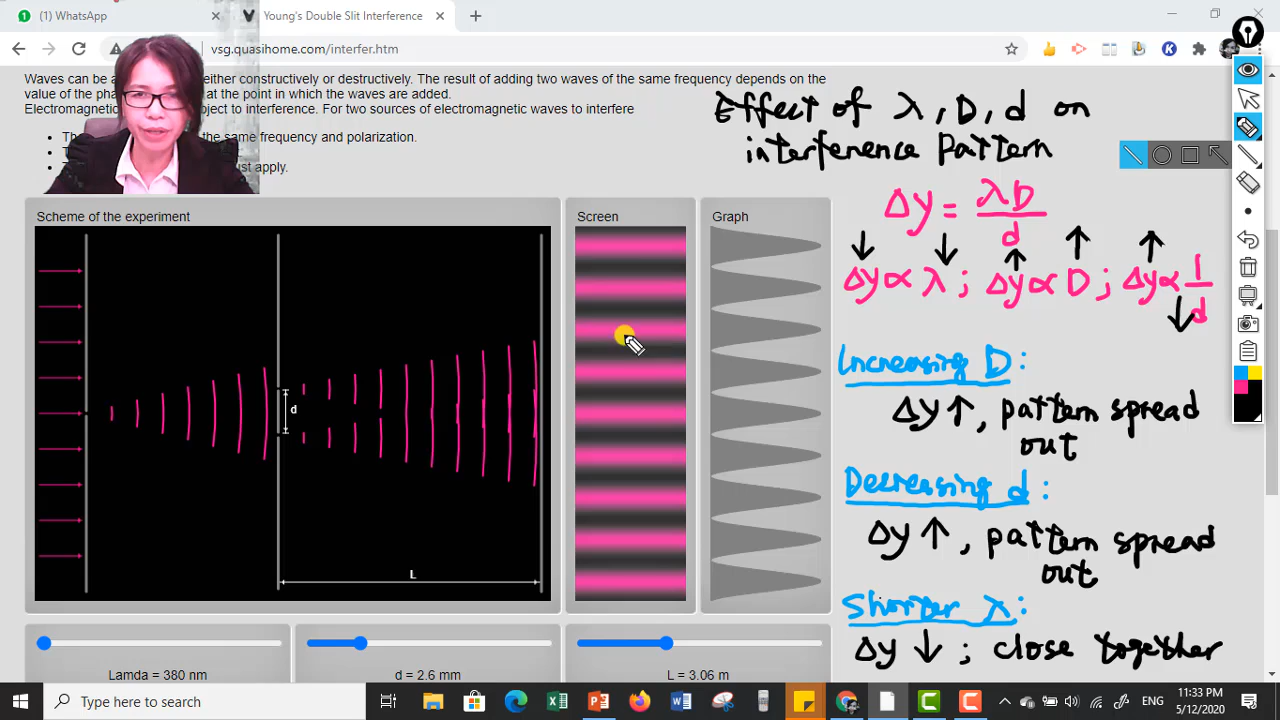 1 WhatsApp
Young's Double Slit Interference
vsg.quasihome.com/interfer.htm
Waves can be a either constructively or destructively. The result of adding two waves of the same frequency depends on the
value of the pha at the point in which the waves are added.
Electromagnetic ject to interference. For two sources of electromagnetic waves to interfere
The the same frequency and polarization.
ust apply.
Effect of λ, D, d on
interference Pattern
Δy = λD/d
↓ ↓ ↑ ↑ ↑
Δy∝ λ; Δy∝ D; Δy∝ 1/d
↓
Scheme of the experiment
Screen
Graph
d
L
Increasing D:
Δy↑, pattern spread
out
Decreasing d:
Δy↑, pattern spread
out
Shorter λ:
Δy ↓ ; close together
Lamda = 380 nm
d = 2.6 mm
L = 3.06 m
Type here to search
ENG
11:33 PM
5/12/2020